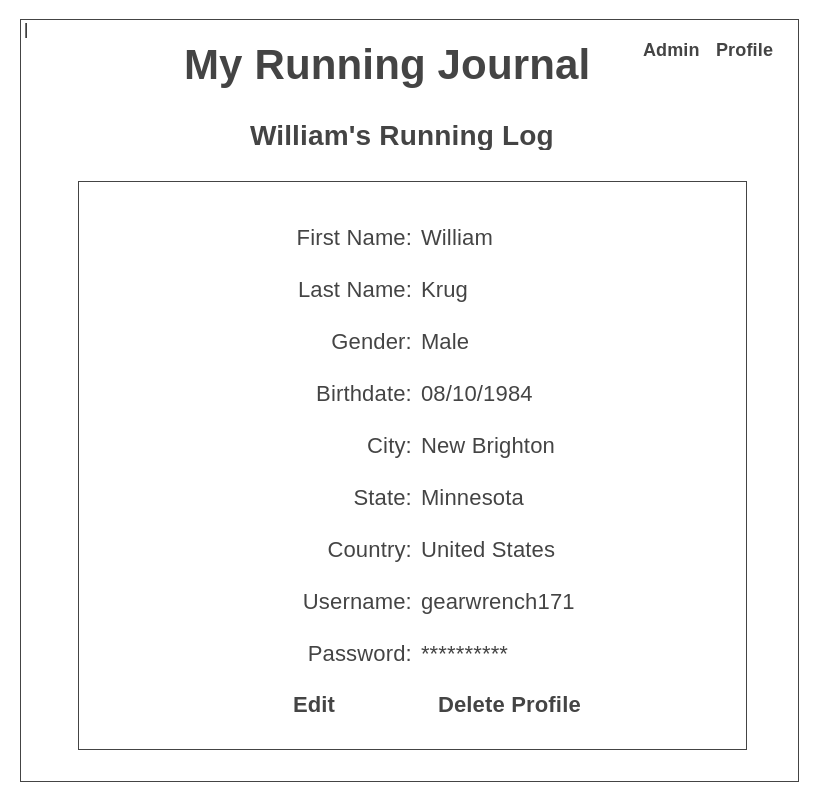 My Running Journal
Admin Profile
William's Running Log
First Name: William
Last Name: Krug
Gender: Male
Birthdate: 08/10/1984
City: New Brighton
State: Minnesota
Country: United States
Username: gearwrench171
Password: **********
Edit Delete Profile